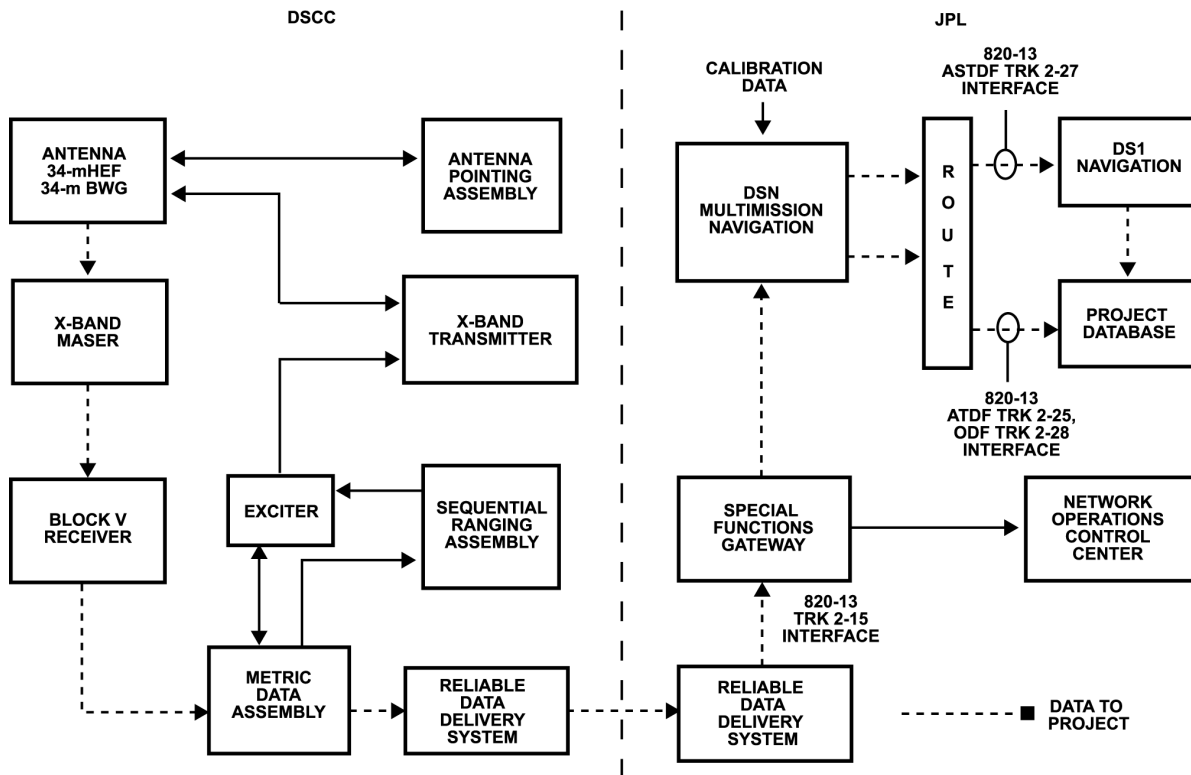 DSCC
JPL
ANTENNA
34-mHEF
34-m BWG
ANTENNA
POINTING
ASSEMBLY
X-BAND
MASER
X-BAND
TRANSMITTER
BLOCK V
RECEIVER
EXCITER
SEQUENTIAL
RANGING
ASSEMBLY
METRIC
DATA
ASSEMBLY
RELIABLE
DATA
DELIVERY
SYSTEM
CALIBRATION
DATA
820-13
ASTDF TRK 2-27
INTERFACE
DSN
MULTIMISSION
NAVIGATION
R
O
U
T
E
DS1
NAVIGATION
PROJECT
DATABASE
820-13
ATDF TRK 2-25,
ODF TRK 2-28
INTERFACE
SPECIAL
FUNCTIONS
GATEWAY
NETWORK
OPERATIONS
CONTROL
CENTER
820-13
TRK 2-15
INTERFACE
RELIABLE
DATA
DELIVERY
SYSTEM
DATA TO
PROJECT